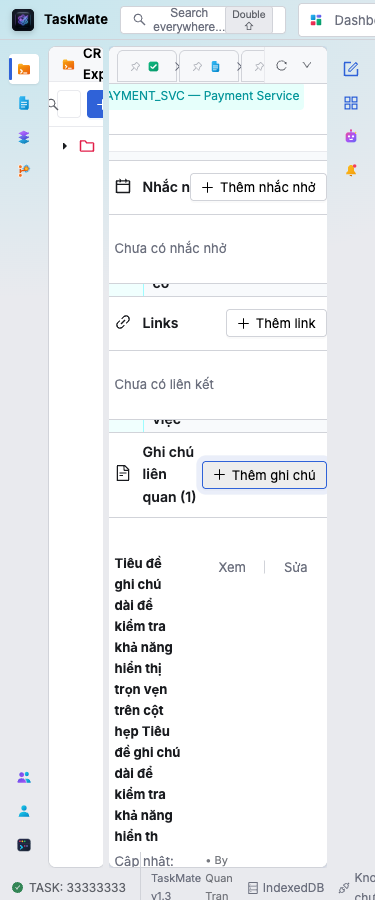 TaskMate
Search
everywhere...
Double
⇧
Dashbo
CR
Exp
AYMENT_SVC — Payment Service
Nhắc n
+ Thêm nhắc nhở
Chưa có nhắc nhở
Links
+ Thêm link
Chưa có liên kết
việc
Ghi chú
liên
quan (1)
+ Thêm ghi chú
Tiêu đề
ghi chú
dài để
kiểm tra
khả năng
hiển thị
trọn vẹn
trên cột
hẹp Tiêu
đề ghi chú
dài để
kiểm tra
khả năng
hiển th
Xem
Sửa
Cập nhật:
• By
Quan
Tran
TASK: 33333333
TaskMate
v1.3
IndexedDB
Kno